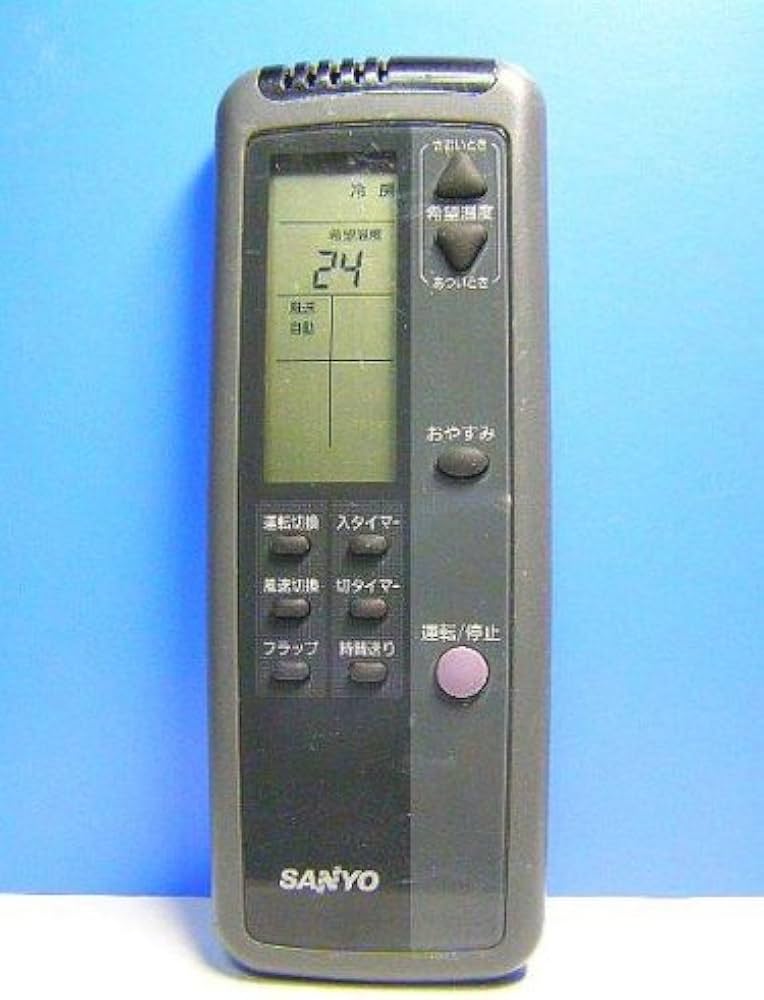 さむいとき
冷房
希望温度
希望温度
24
あついとき
風速
自動
おやすみ
運転切換 入タイマー
風速切換 切タイマー
運転/停止
フラップ 時間送り
SANYO